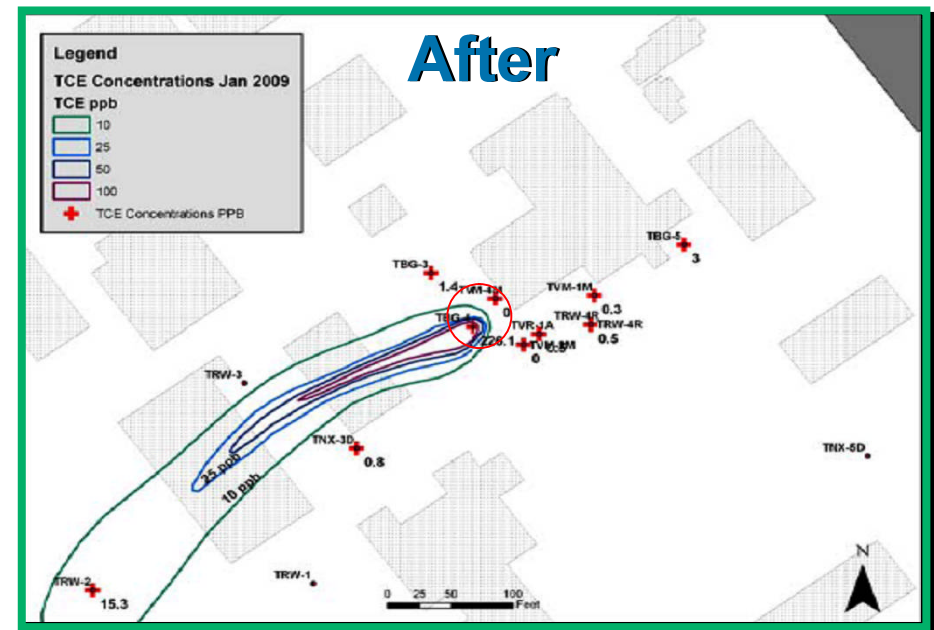 After
Legend
TCE Concentrations Jan 2009
TCE ppb
10
25
50
100
TCE Concentrations PPB
TBG-5
3
TBG-3
1.4
TVM-1M
0.3
0
TRW-4R
TRW-4R
0.5
TVR-1A
0
TRW-3
TNX-3D
0.8
25 ppb
10 ppb
TNX-5D
TRW-2
15.3
TRW-1
N
0 25 50 100
Feet